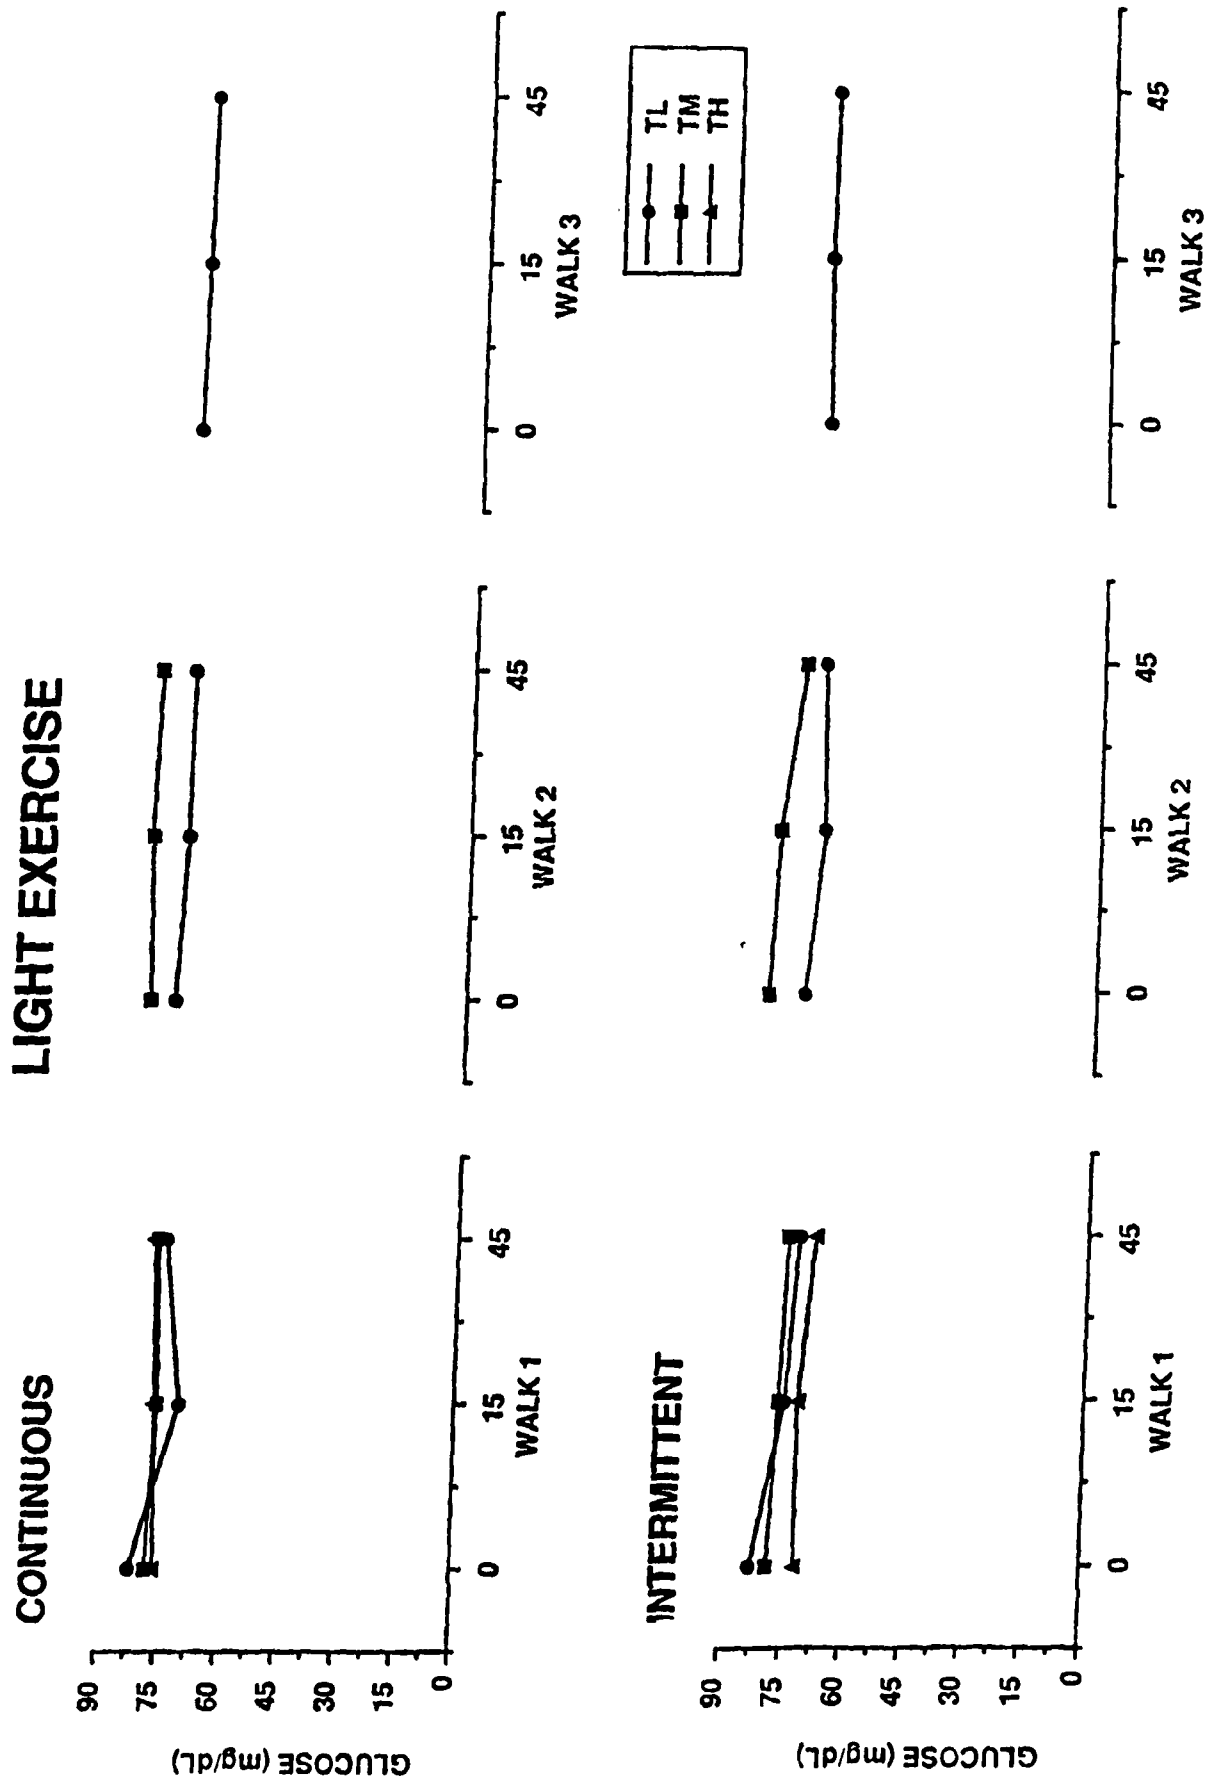 LIGHT EXERCISE
CONTINUOUS
GLUCOSE (mg/dL)
90
75
60
45
30
15
0
0 15 45
WALK 1
0 15 45
WALK 2
0 15 45
WALK 3
INTERMITTENT
GLUCOSE (mg/dL)
90
75
60
45
30
15
0
0 15 45
WALK 1
0 15 45
WALK 2
0 15 45
WALK 3
TL
TM
TH